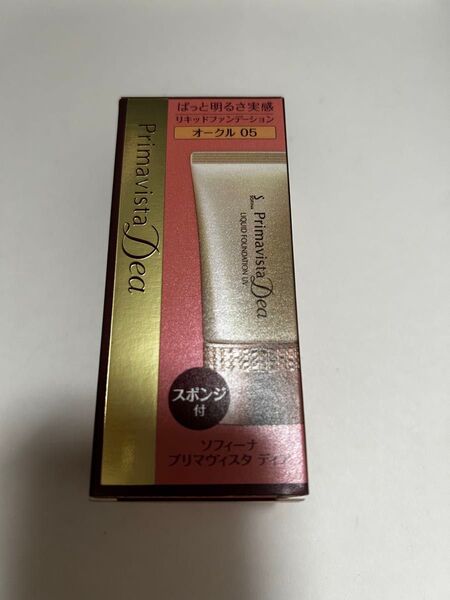 ぱっと明るさ実感
リキッドファンデーション
オークル 05
Primavista Dea
Primavista Dea
LIQUID FOUNDATION UV
スポンジ
付
ソフィーナ
プリマヴィスタ ディア